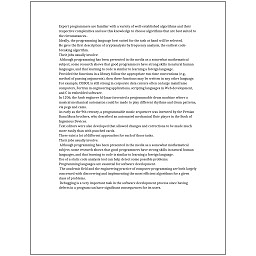 Expert programmers are familiar with a variety of well-established algorithms and their
respective complexities and use this knowledge to choose algorithms that are best suited to
the circumstances.
Ideally, the programming language best suited for the task at hand will be selected.
He gave the first description of cryptanalysis by frequency analysis, the earliest code-
breaking algorithm.
Their jobs usually involve:
Although programming has been presented in the media as a somewhat mathematical
subject, some research shows that good programmers have strong skills in natural human
languages, and that learning to code is similar to learning a foreign language.
Provided the functions in a library follow the appropriate run-time conventions (e.g.,
method of passing arguments), then these functions may be written in any other language.
For example, COBOL is still strong in corporate data centers often on large mainframe
computers, Fortran in engineering applications, scripting languages in Web development,
and C in embedded software.
In 1206, the Arab engineer Al-Jazari invented a programmable drum machine where a
musical mechanical automaton could be made to play different rhythms and drum patterns,
via pegs and cams.
As early as the 9th century, a programmable music sequencer was invented by the Persian
Banu Musa brothers, who described an automated mechanical flute player in the Book of
Ingenious Devices.
Text editors were also developed that allowed changes and corrections to be made much
more easily than with punched cards.
There exist a lot of different approaches for each of those tasks.
Their jobs usually involve:
Although programming has been presented in the media as a somewhat mathematical
subject, some research shows that good programmers have strong skills in natural human
languages, and that learning to code is similar to learning a foreign language.
Use of a static code analysis tool can help detect some possible problems.
Programming languages are essential for software development.
The academic field and the engineering practice of computer programming are both largely
concerned with discovering and implementing the most efficient algorithms for a given
class of problems.
Debugging is a very important task in the software development process since having
defects in a program can have significant consequences for its users.